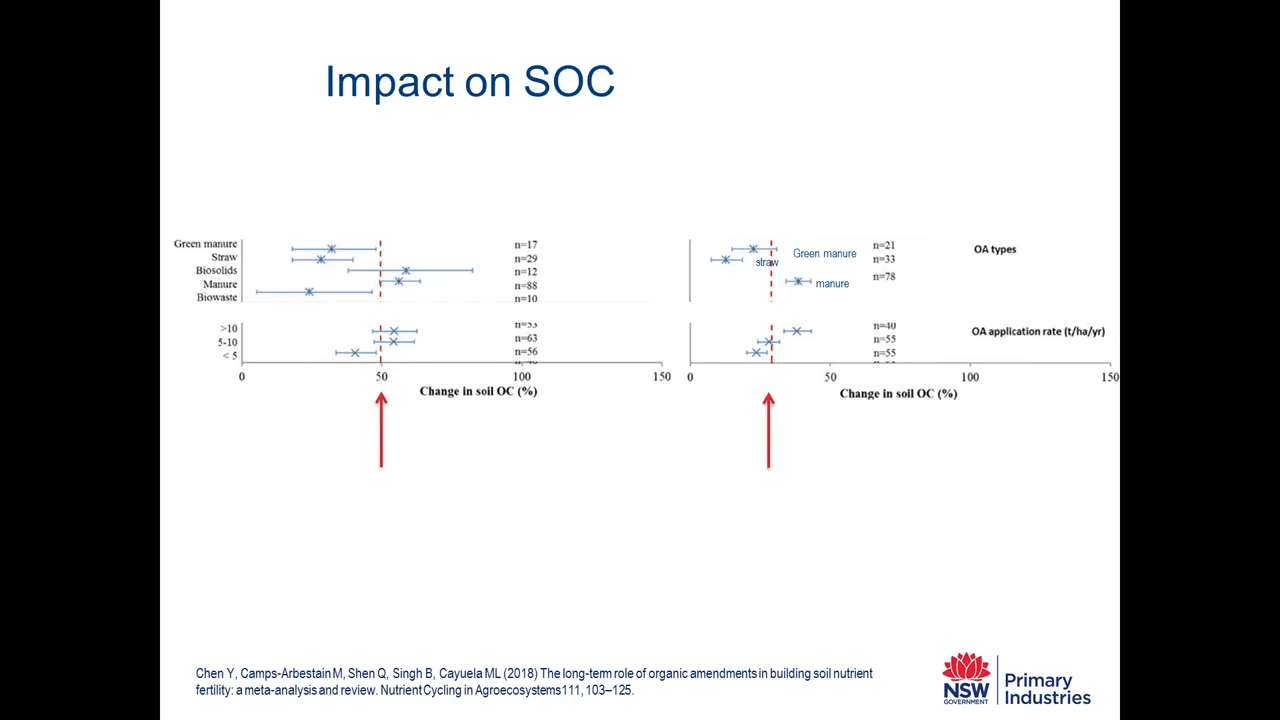 Impact on SOC
Green manure
Straw
Biosolids
Manure
Biowaste
n=17
n=29
n=12
n=88
n=10
>10
5-10
< 5
n=53
n=63
n=56
0
50
100
150
Change in soil OC (%)
straw
Green manure
manure
n=21
n=33
n=78
OA types
n=40
n=55
n=55
OA application rate (t/ha/yr)
0
50
100
150
Change in soil OC (%)
Chen Y, Camps-Arbestain M, Shen Q, Singh B, Cayuela ML (2018) The long-term role of organic amendments in building soil nutrient
fertility: a meta-analysis and review. Nutrient Cycling in Agroecosystems 111, 103–125.
NSW
GOVERNMENT
Primary
Industries